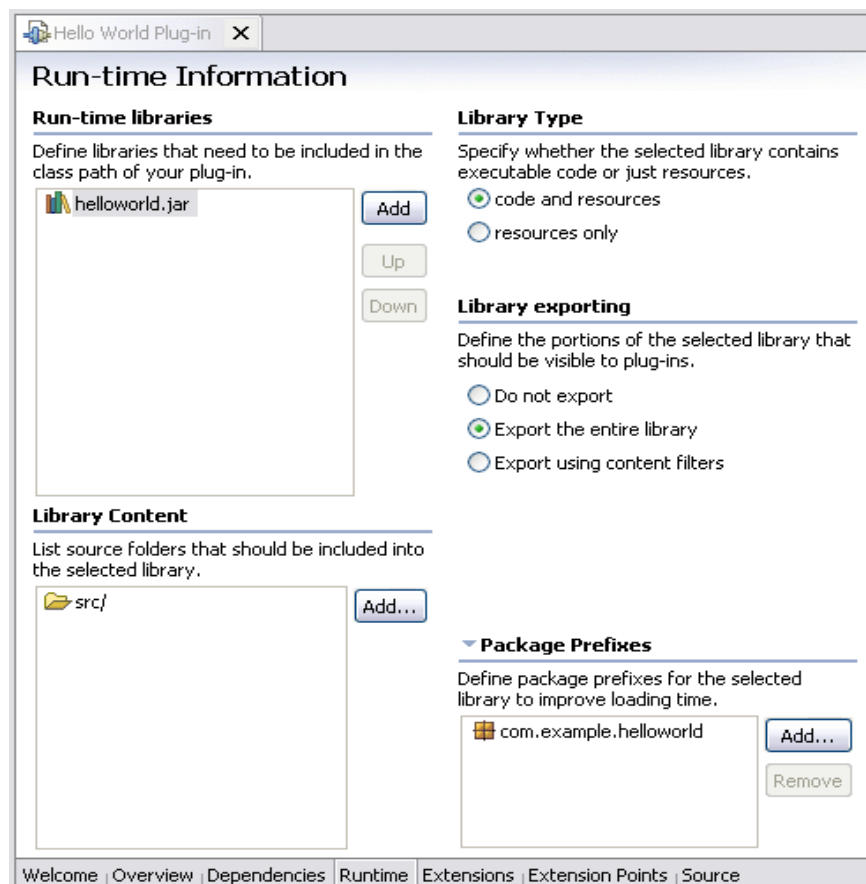 Hello World Plug-in X
Run-time Information
Run-time libraries
Define libraries that need to be included in the
class path of your plug-in.
helloworld.jar
Add
Up
Down
Library Content
List source folders that should be included into
the selected library.
src/
Add...
Library Type
Specify whether the selected library contains
executable code or just resources.
code and resources
resources only
Library exporting
Define the portions of the selected library that
should be visible to plug-ins.
Do not export
Export the entire library
Export using content filters
Package Prefixes
Define package prefixes for the selected
library to improve loading time.
com.example.helloworld
Add...
Remove
Welcome Overview Dependencies Runtime Extensions Extension Points Source